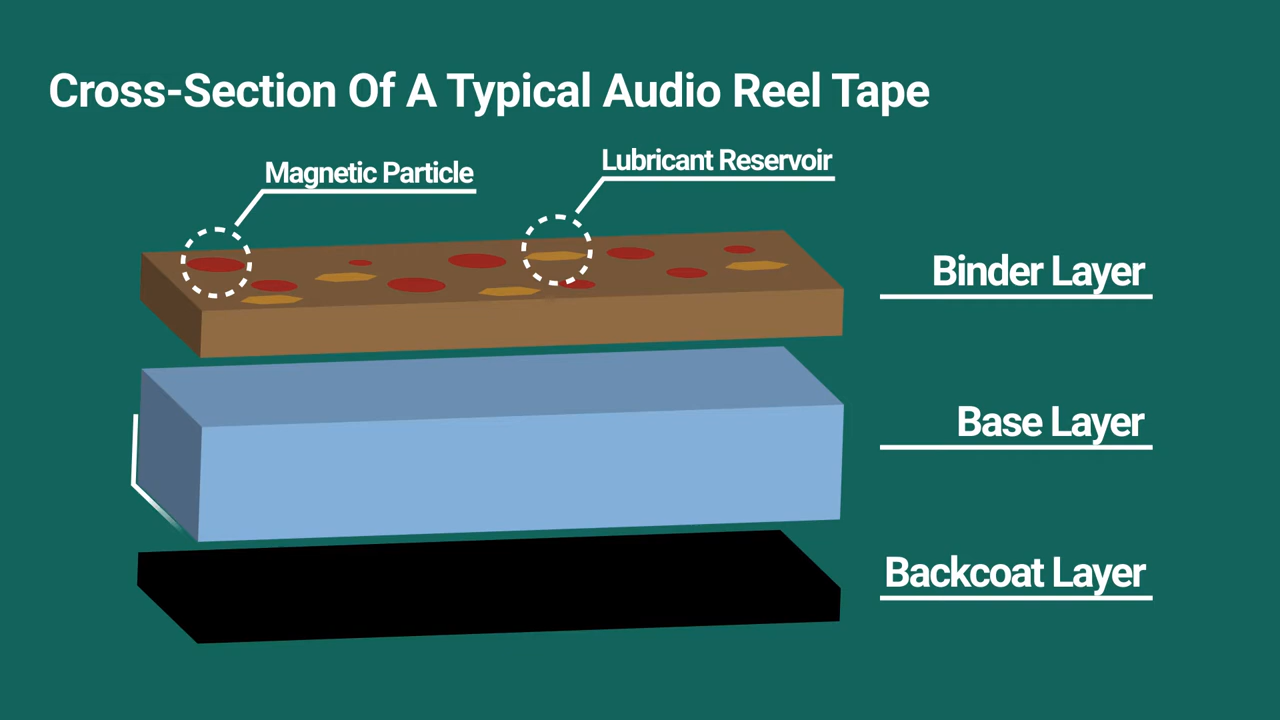 Cross-Section Of A Typical Audio Reel Tape
Magnetic Particle
Lubricant Reservoir
Binder Layer
Base Layer
Backcoat Layer